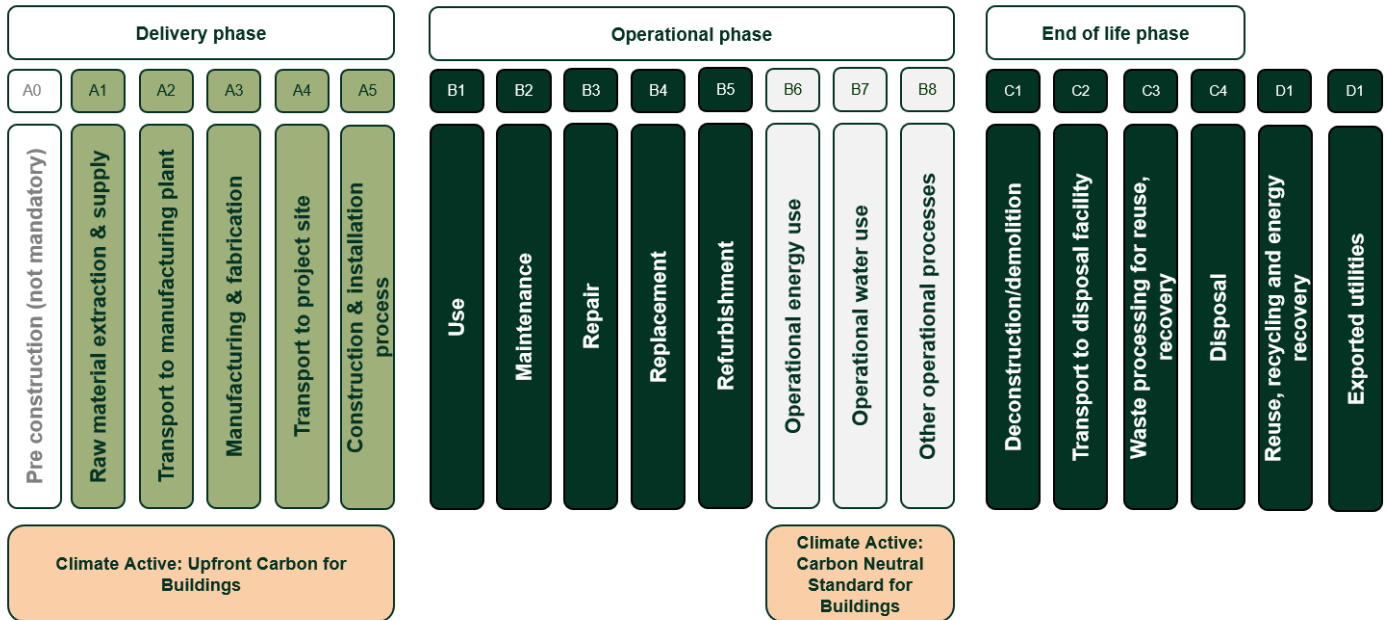 Delivery phase
Operational phase
End of life phase
A0
A1
A2
A3
A4
A5
B1
B2
B3
B4
B5
B6
B7
B8
C1
C2
C3
C4
D1
D1
Pre construction (not mandatory)
Raw material extraction & supply
Transport to manufacturing plant
Manufacturing & fabrication
Transport to project site
Construction & installation
process
Use
Maintenance
Repair
Replacement
Refurbishment
Operational energy use
Operational water use
Other operational processes
Deconstruction/demolition
Transport to disposal facility
Waste processing for reuse,
recovery
Disposal
Reuse, recycling and energy
recovery
Exported utilities
Climate Active: Upfront Carbon for
Buildings
Climate Active:
Carbon Neutral
Standard for
Buildings